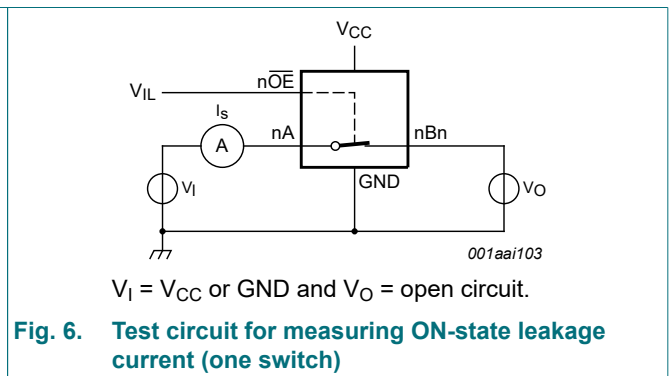 VCC
VIL
nOE
IS
A
nA
nBn
VI
GND
VO
001aai103
VI = VCC or GND and VO = open circuit.
Fig. 6. Test circuit for measuring ON-state leakage
current (one switch)